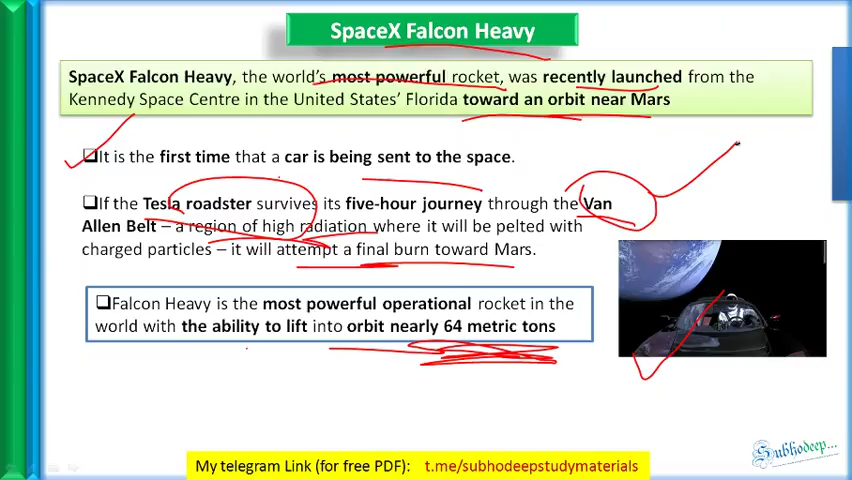 SpaceX Falcon Heavy
SpaceX Falcon Heavy, the world's most powerful rocket, was recently launched from the
Kennedy Space Centre in the United States' Florida toward an orbit near Mars
It is the first time that a car is being sent to the space.
If the Tesla roadster survives its five-hour journey through the Van
Allen Belt – a region of high radiation where it will be pelted with
charged particles – it will attempt a final burn toward Mars.
Falcon Heavy is the most powerful operational rocket in the
world with the ability to lift into orbit nearly 64 metric tons
Subhodeep...
My telegram Link (for free PDF): t.me/subhodeepstudymaterials